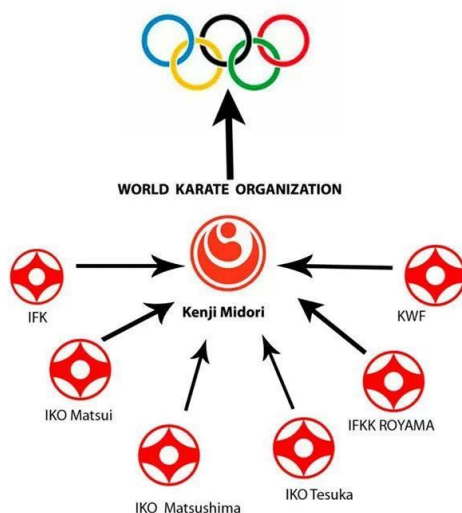 WORLD KARATE ORGANIZATION
Kenji Midori
IFK
KWF
IKO Matsui
IFKK ROYAMA
IKO Matsushima
IKO Tesuka